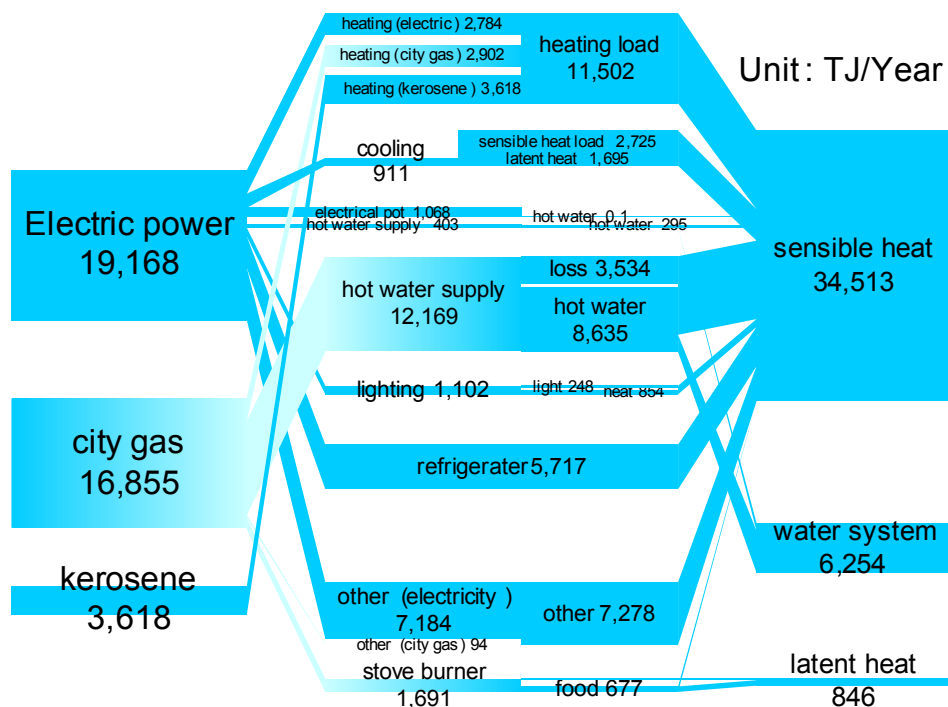 heating (electric ) 2,784
heating (city gas ) 2,902
heating (kerosene ) 3,618
heating load
11,502
Unit : TJ/Year
cooling
911
sensible heat load 2,725
latent heat 1,695
Electric power
19,168
electrical pot 1,068
hot water supply 403
hot water 0.1
hot water 295
sensible heat
34,513
hot water supply
12,169
loss 3,534
hot water
8,635
lighting 1,102
light 248
heat 854
city gas
16,855
refrigerater 5,717
water system
6,254
kerosene
3,618
other (electricity )
7,184
other 7,278
other (city gas ) 94
stove burner
1,691
food 677
latent heat
846